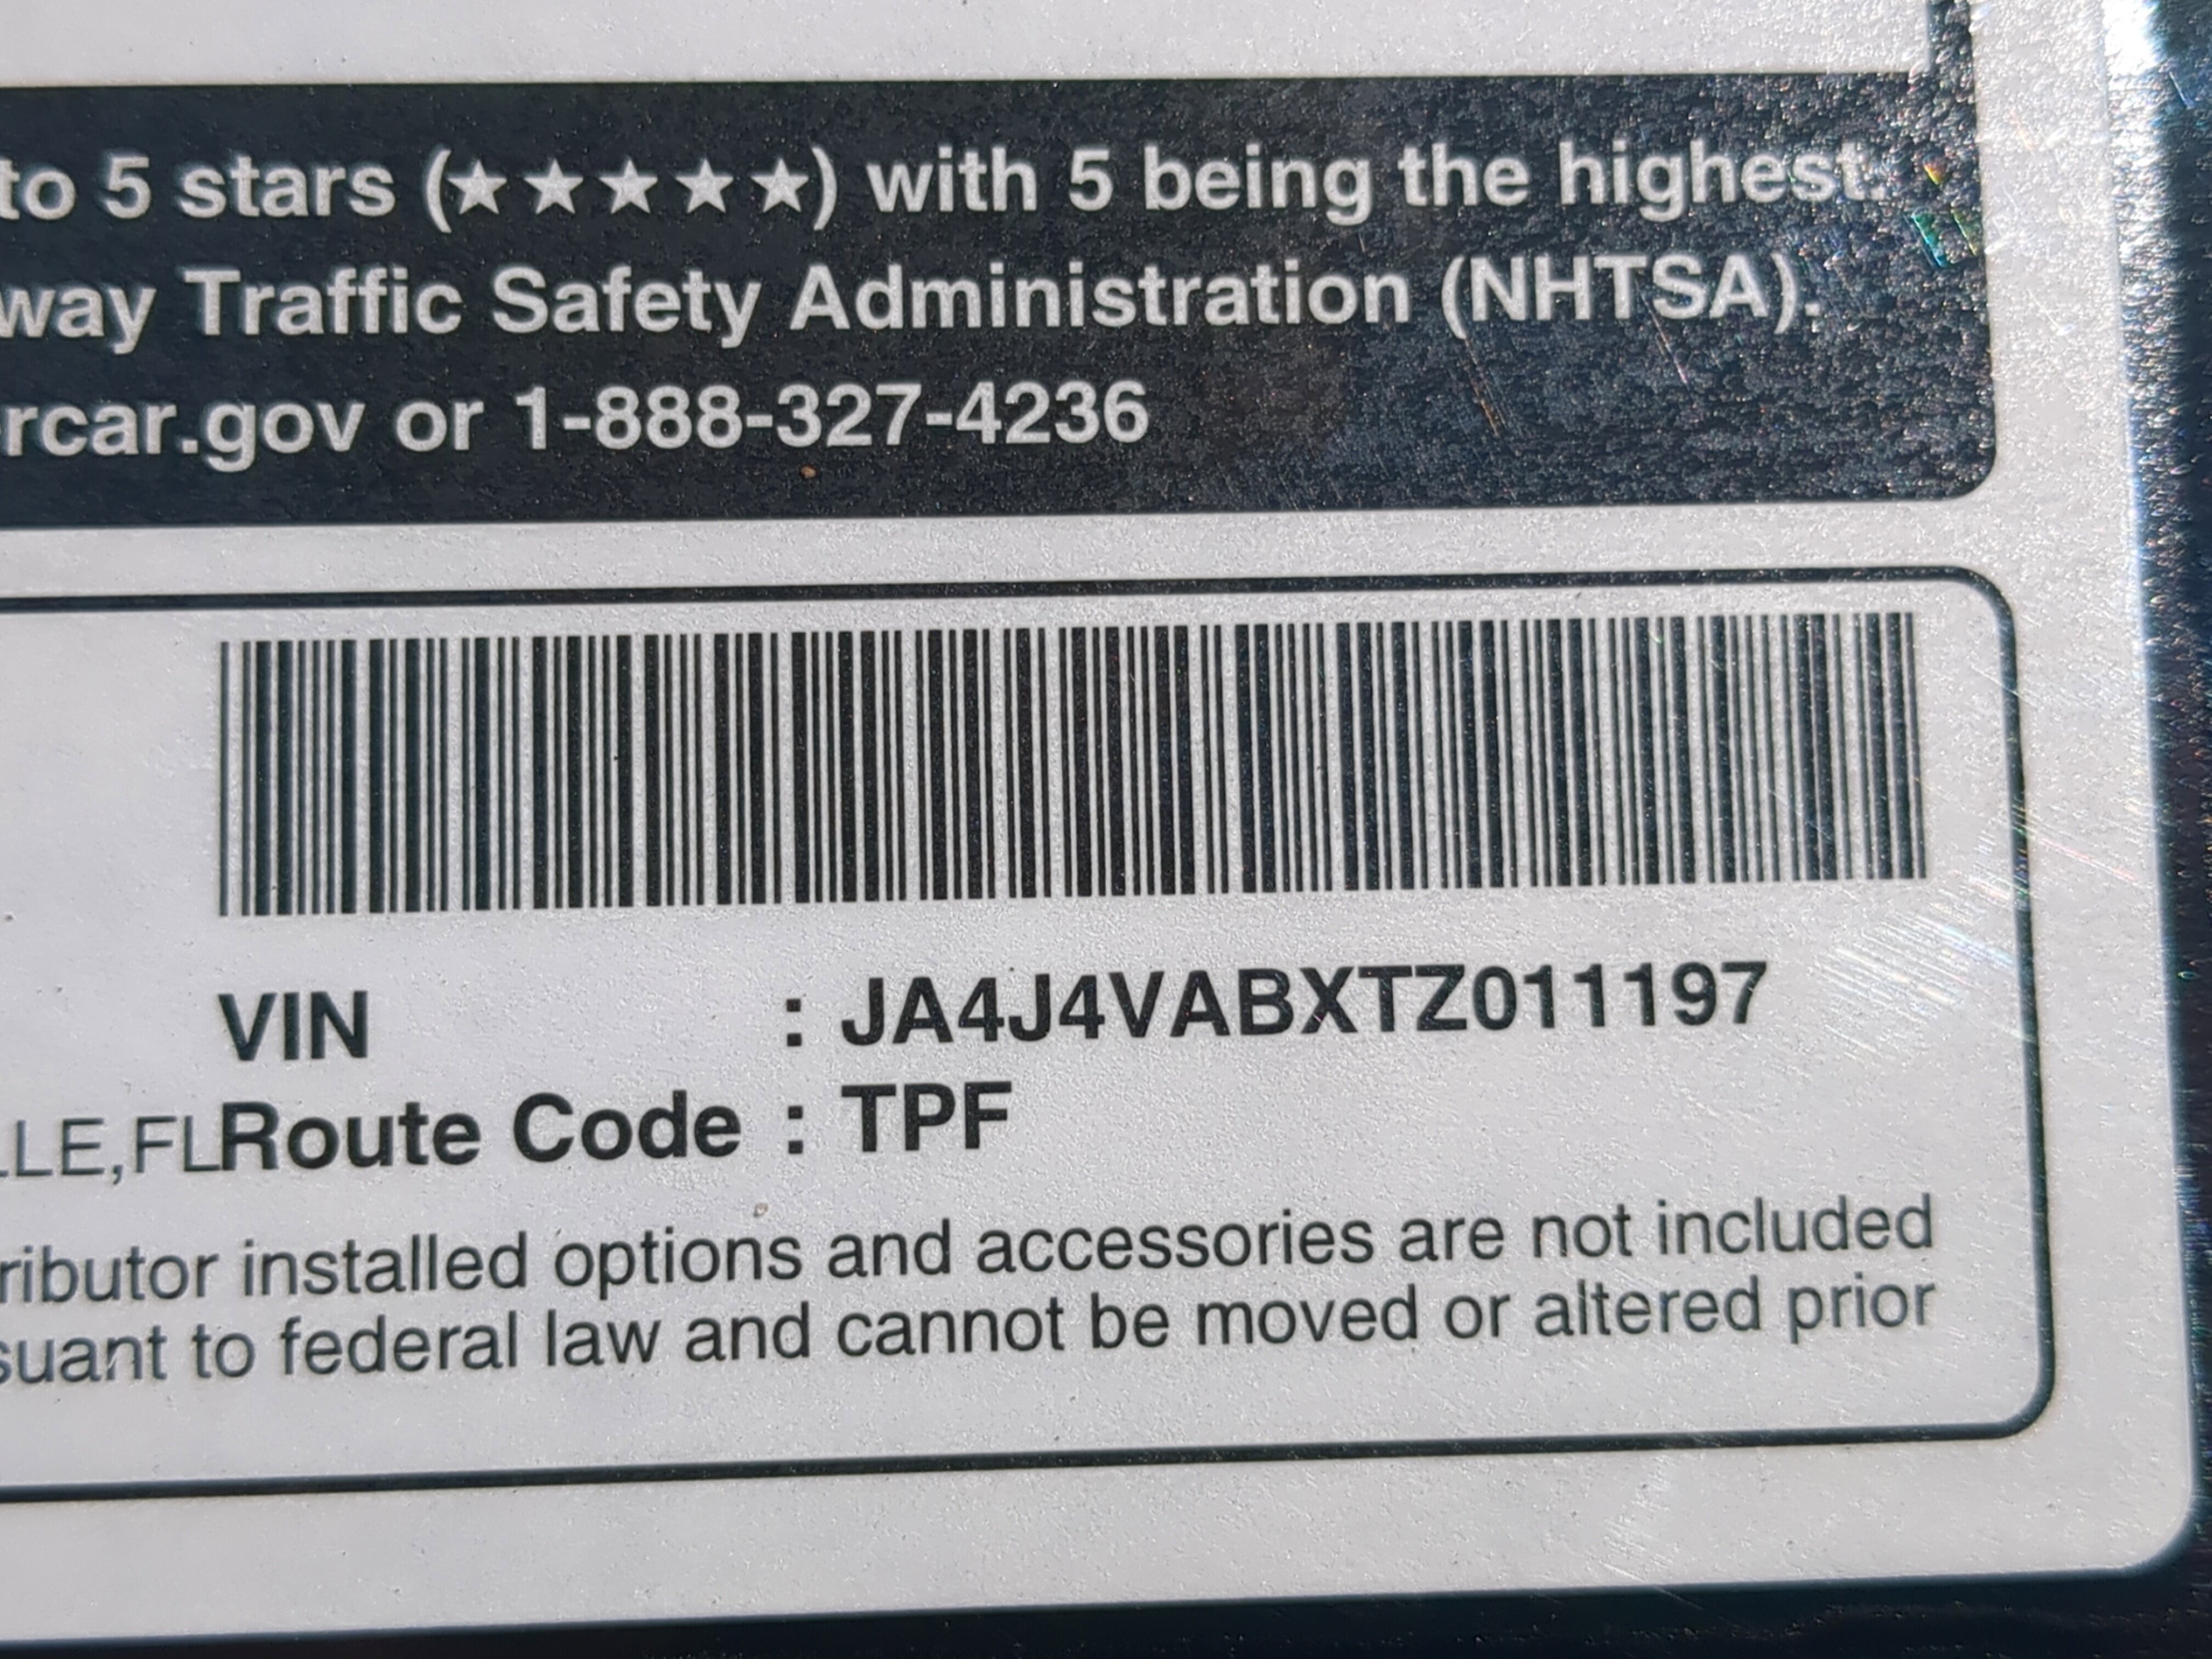 to 5 stars (★★★★★) with 5 being the highest.
way Traffic Safety Administration (NHTSA).
rcar.gov or 1-888-327-4236
VIN : JA4J4VABXTZ011197
LLE,FL Route Code : TPF
ributor installed options and accessories are not included
suant to federal law and cannot be moved or altered prior